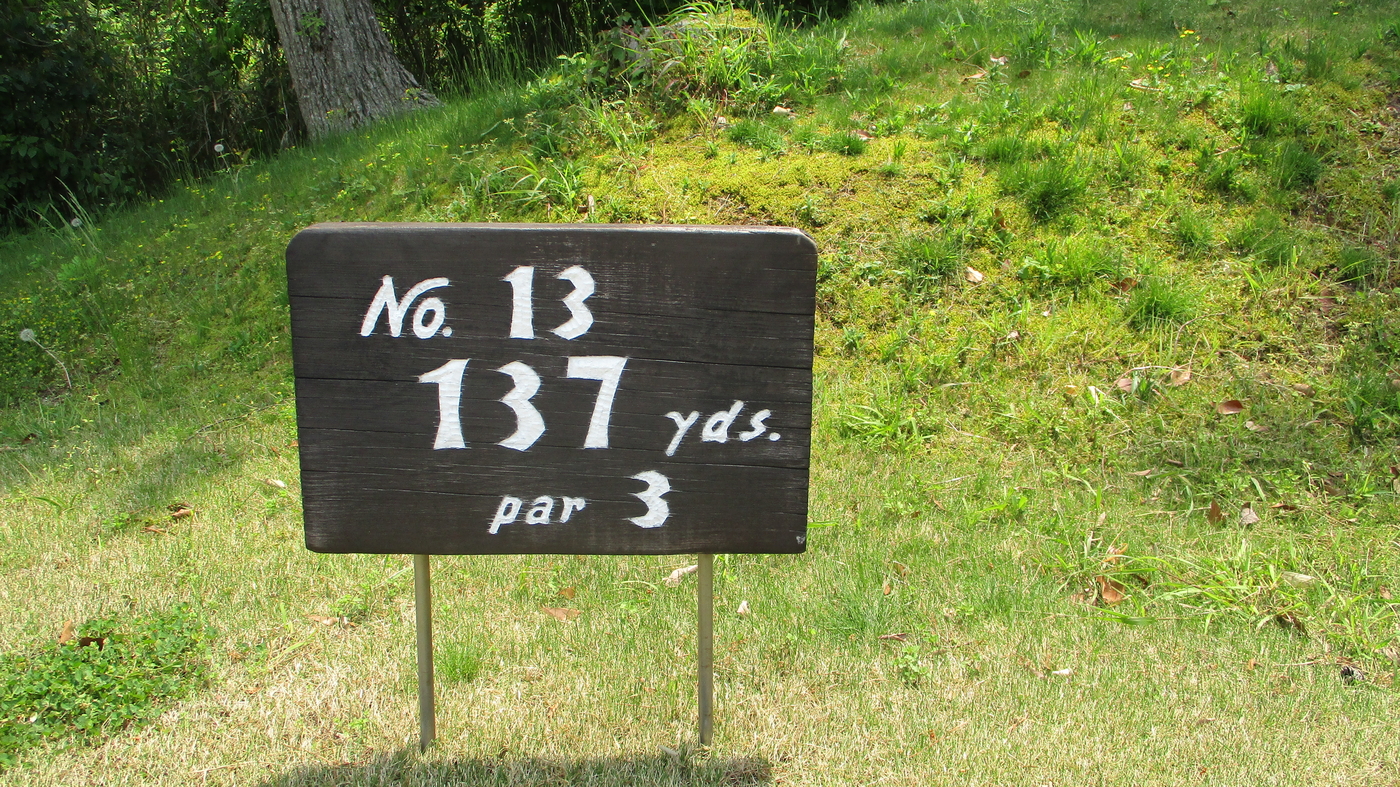 No. 13
137 yds.
par 3